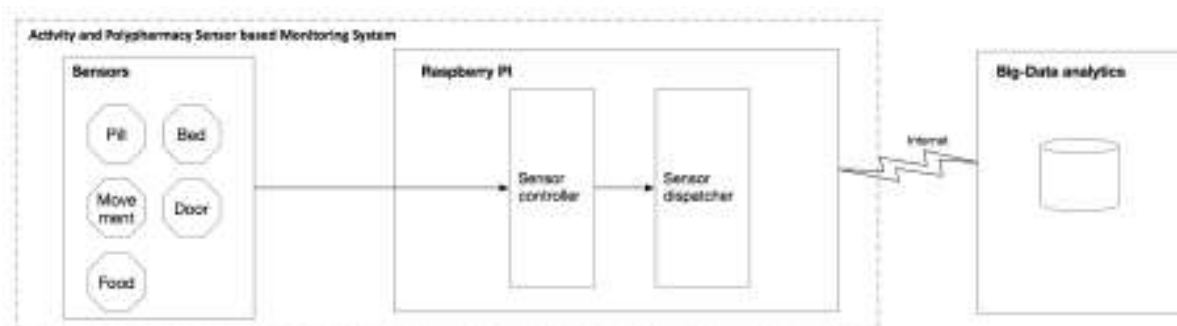 Activity and Polypharmacy Sensor based Monitoring System
Sensors
Raspberry PI
Big-Data analytics
Pill
Bed
Internet
Move
ment
Door
Sensor
controller
Sensor
dispatcher
Food